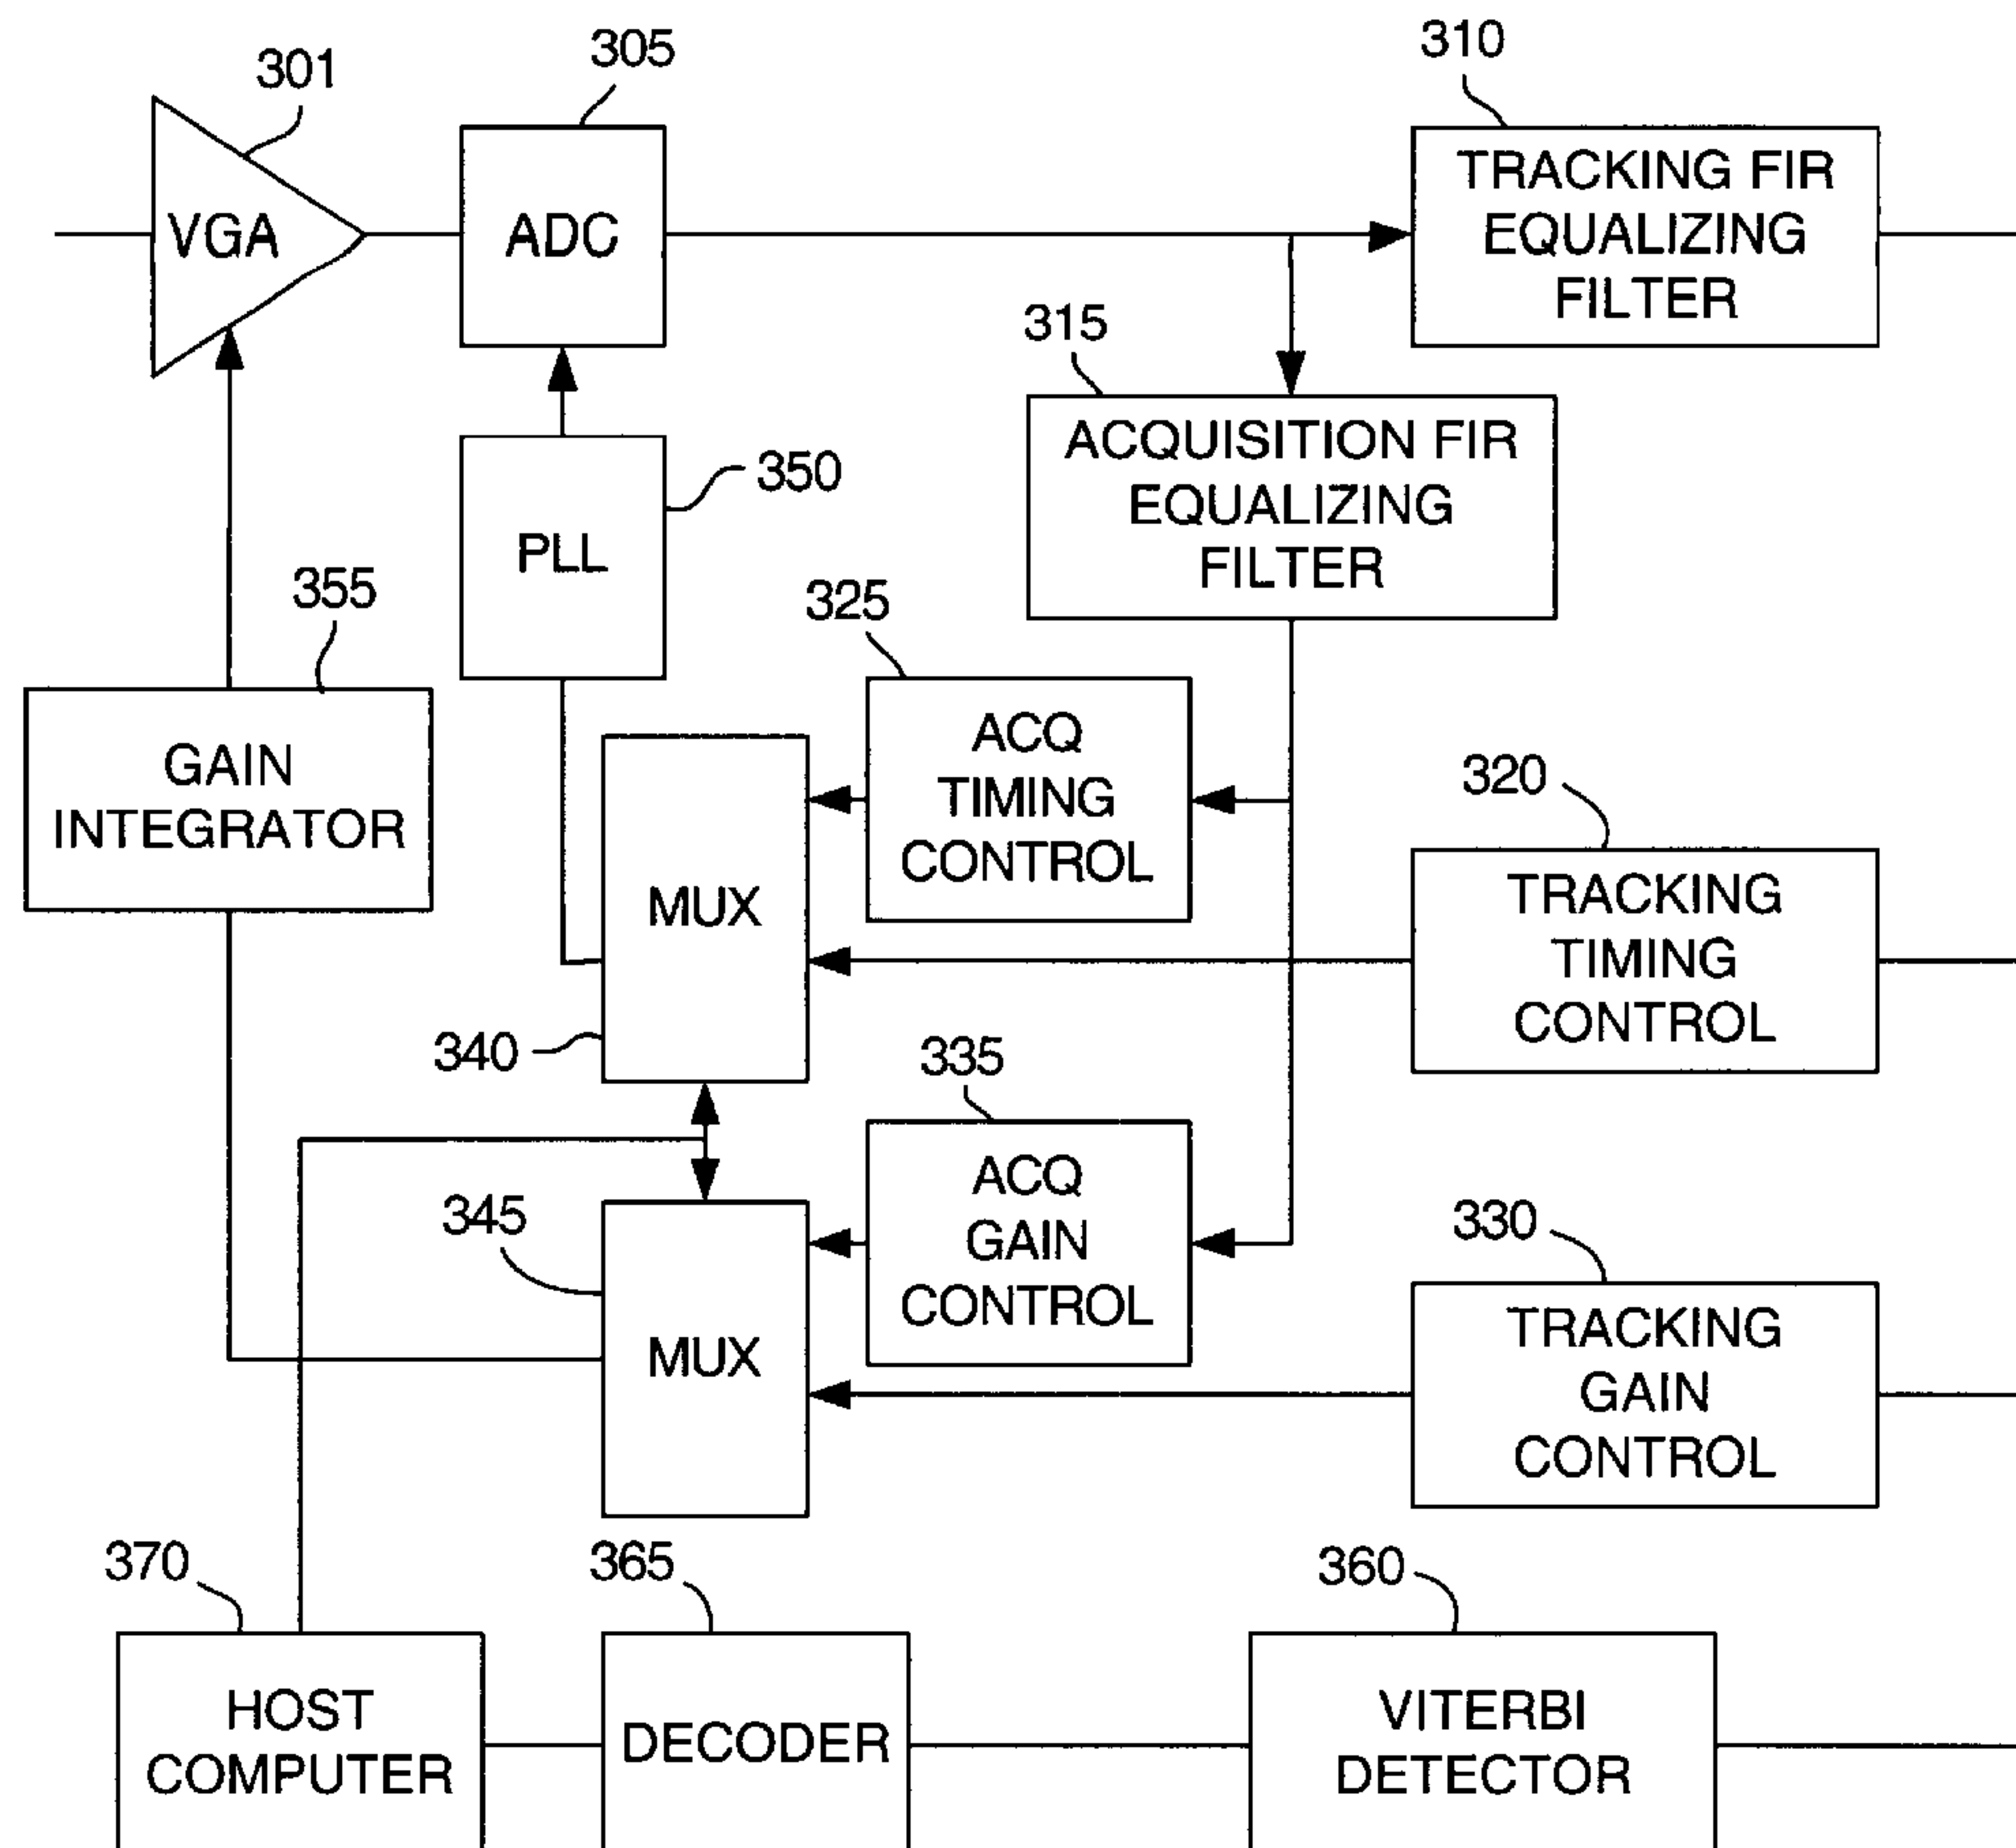 301
305
310
VGA
ADC
TRACKING FIR
EQUALIZING
FILTER
315
ACQUISITION FIR
EQUALIZING
FILTER
350
PLL
355
325
GAIN
INTEGRATOR
ACQ
TIMING
CONTROL
320
MUX
TRACKING
TIMING
CONTROL
340
335
ACQ
GAIN
CONTROL
345
330
MUX
TRACKING
GAIN
CONTROL
370
365
360
HOST
COMPUTER
DECODER
VITERBI
DETECTOR